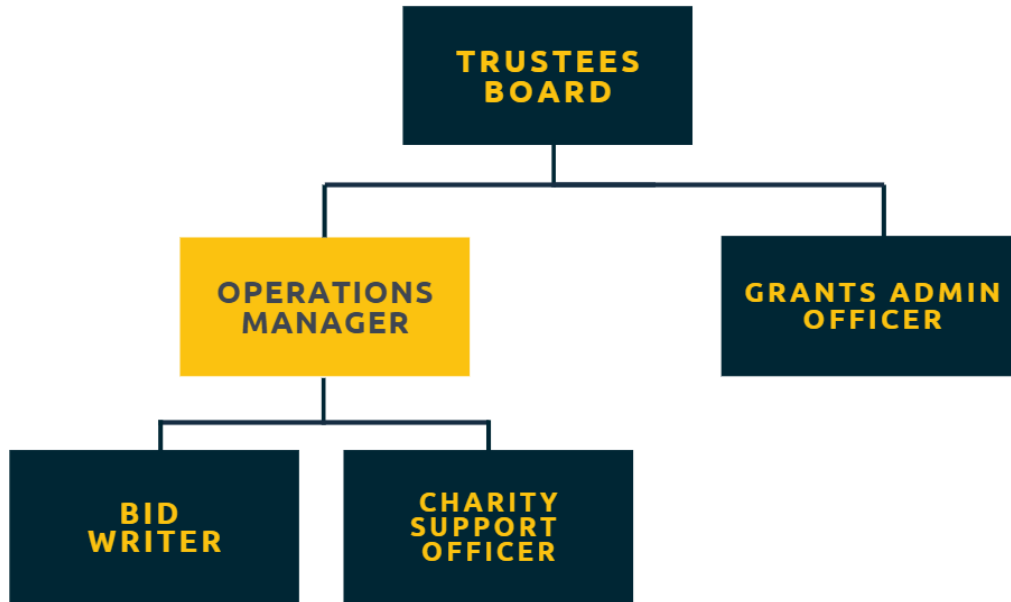 TRUSTEES
BOARD
OPERATIONS
MANAGER
GRANTS ADMIN
OFFICER
BID
WRITER
CHARITY
SUPPORT
OFFICER